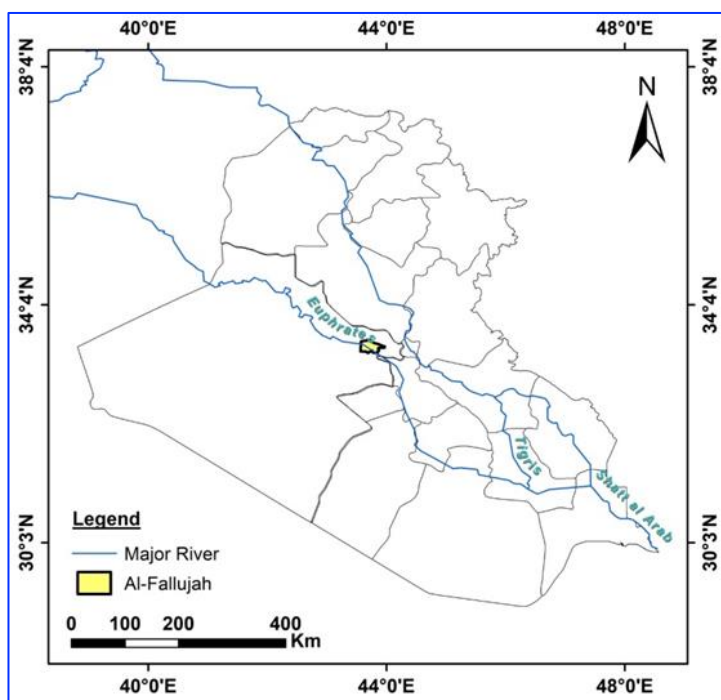 40°0'E 44°0'E 48°0'E
38°4'N
38°4'N
N
34°4'N
34°4'N
Euphrates
Tigris
Shatt al Arab
30°3'N
30°3'N
Legend
Major River
Al-Fallujah
0 100 200 400
Km
40°0'E 44°0'E 48°0'E